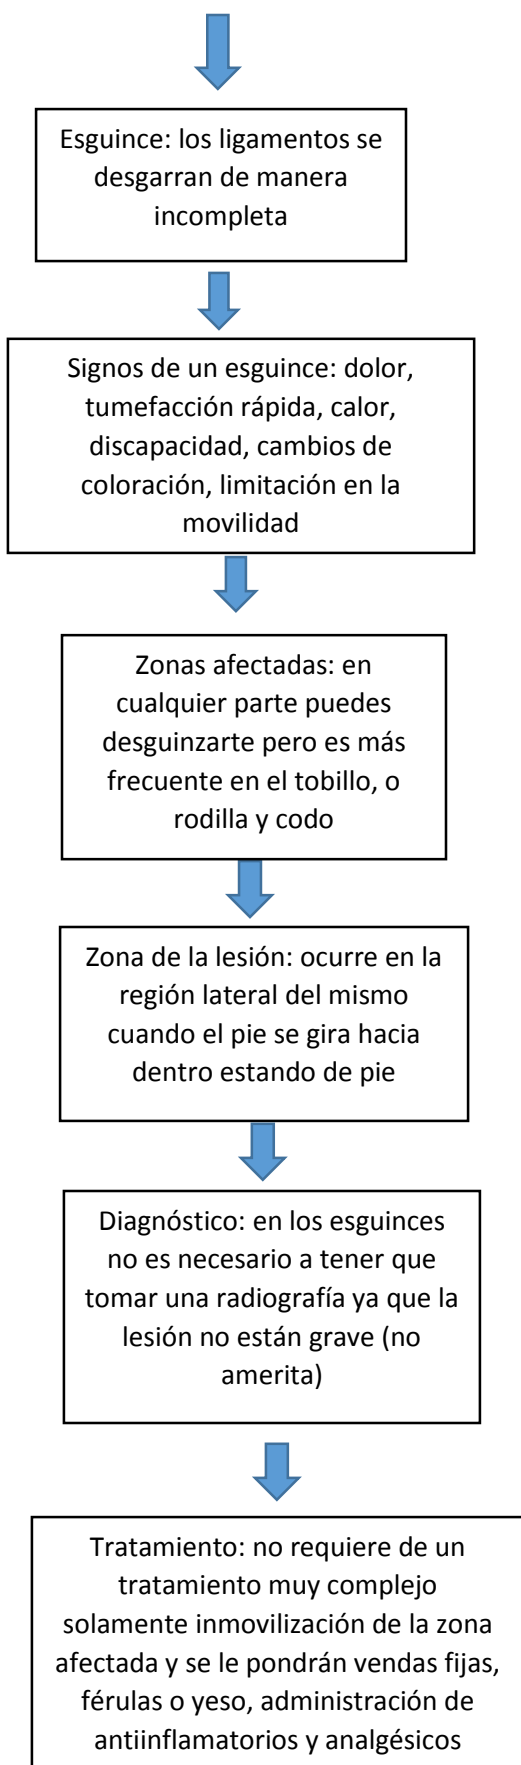 Esguince: los ligamentos se
desgarran de manera
incompleta
Signos de un esguince: dolor,
tumefacción rápida, calor,
discapacidad, cambios de
coloración, limitación en la
movilidad
Zonas afectadas: en
cualquier parte puedes
desguinzarte pero es más
frecuente en el tobillo, o
rodilla y codo
Zona de la lesión: ocurre en la
región lateral del mismo
cuando el pie se gira hacia
dentro estando de pie
Diagnóstico: en los esguinces
no es necesario a tener que
tomar una radiografía ya que la
lesión no están grave (no
amerita)
Tratamiento: no requiere de un
tratamiento muy complejo
solamente inmovilización de la zona
afectada y se le pondrán vendas fijas,
férulas o yeso, administración de
antiinflamatorios y analgésicos